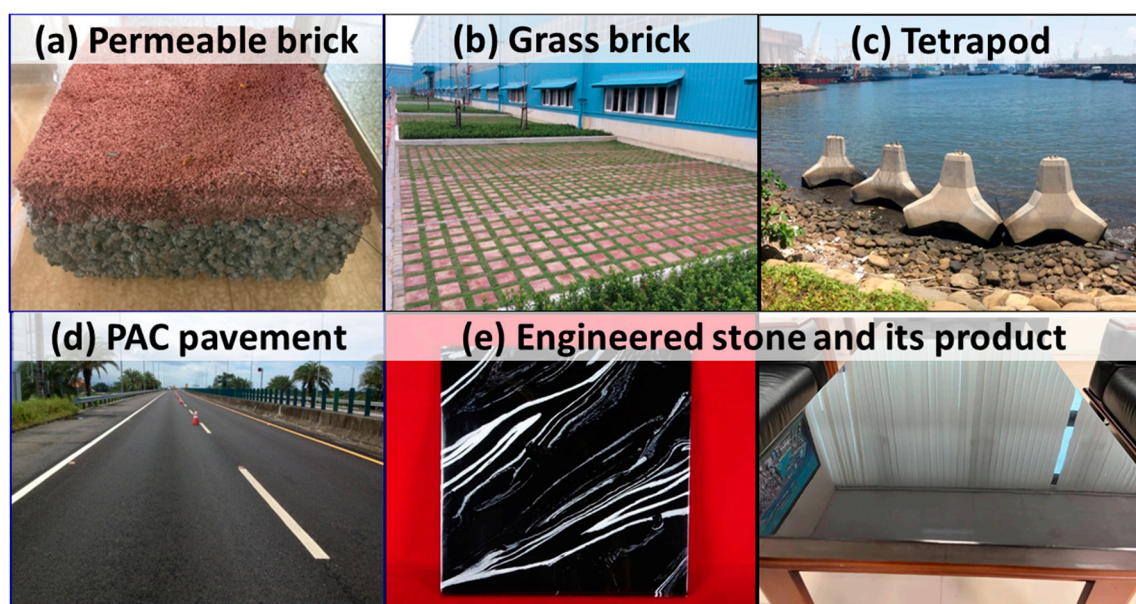 (a) Permeable brick
(b) Grass brick
(c) Tetrapod
(d) PAC pavement
(e) Engineered stone and its product